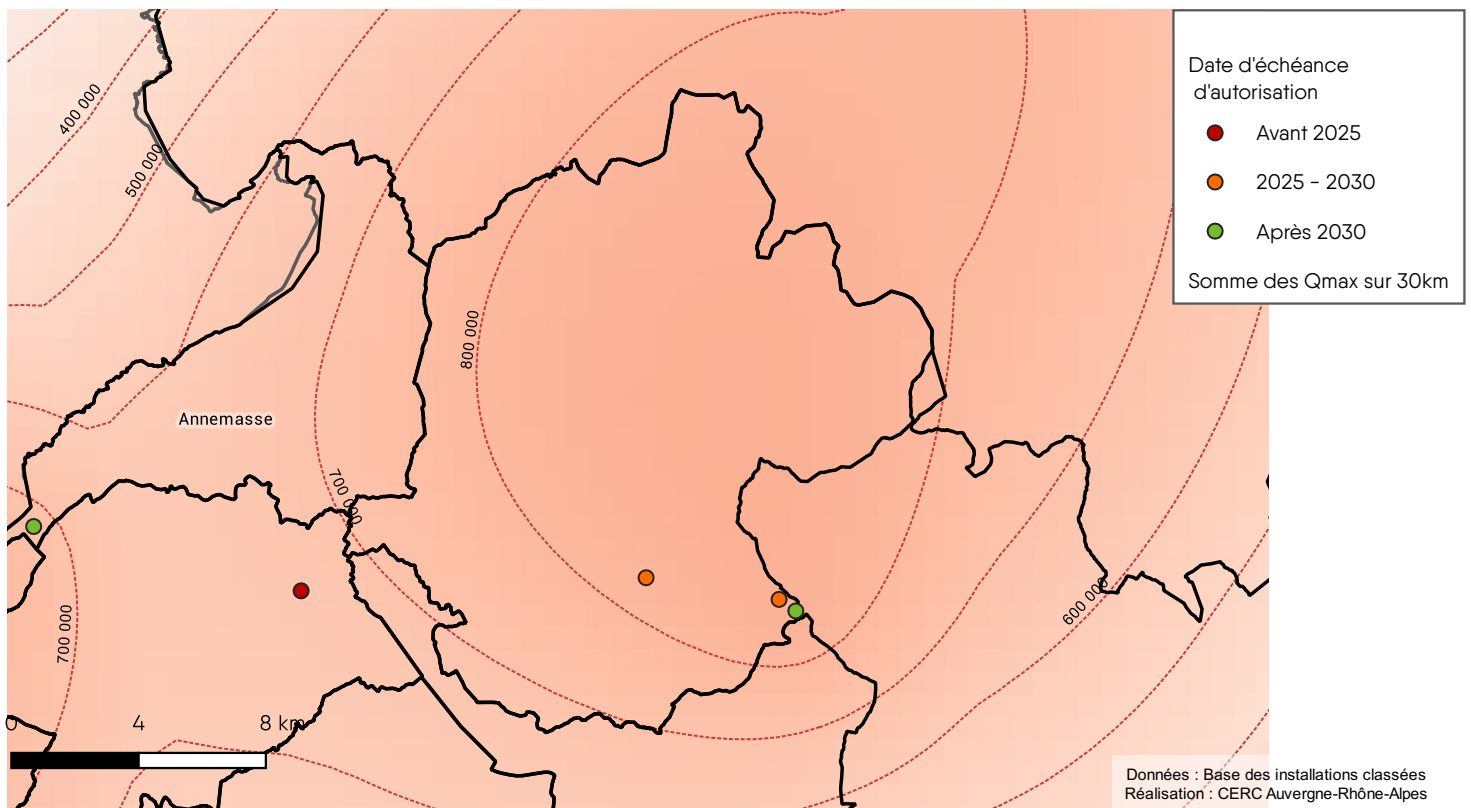 Date d'échéance
d'autorisation
Avant 2025
2025 - 2030
Après 2030
Somme des Qmax sur 30km
400 000
500 000
800 000
Annemasse
700 000
600 000
700 000
0 4 8 km
Données : Base des installations classées
Réalisation : CERC Auvergne-Rhône-Alpes